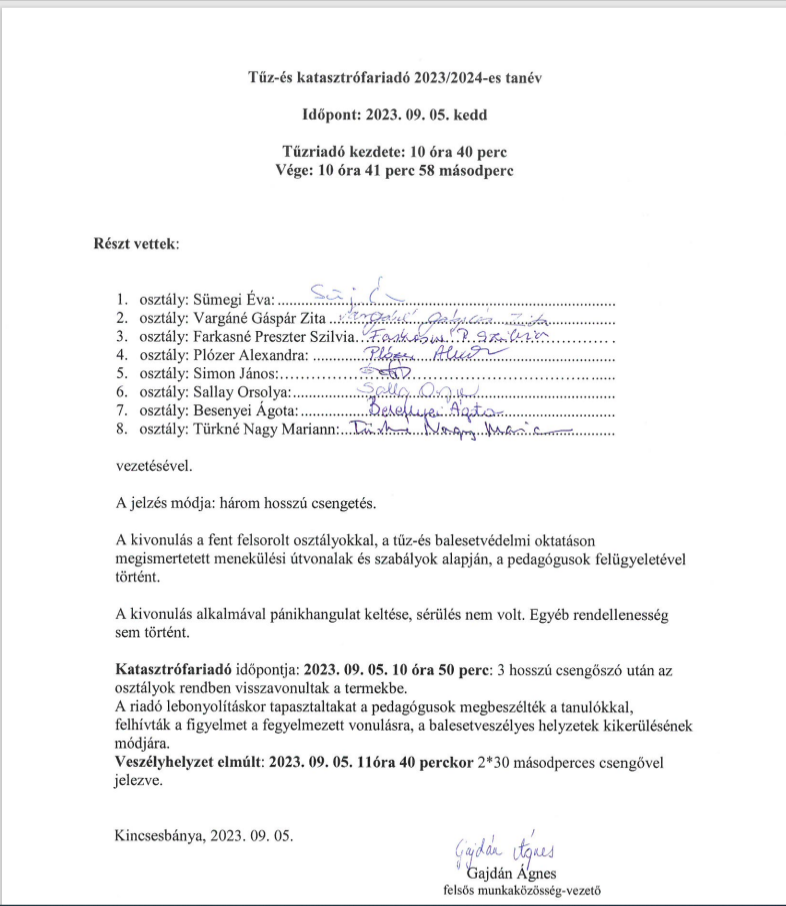 Tűz-és katasztrófariadó 2023/2024-es tanév
Időpont: 2023. 09. 05. kedd
Tűzriadó kezdete: 10 óra 40 perc
Vége: 10 óra 41 perc 58 másodperc
Részt vettek:
1. osztály: Sümegi Éva:
2. osztály: Vargáné Gáspár Zita
3. osztály: Farkasné Preszter Szilvia P. Szilvia
4. osztály: Plózer Alexandra: Plózer
5. osztály: Simon János:
6. osztály: Sallay Orsolya:
7. osztály: Besenyei Ágota: Besenyei Ágota
8. osztály: Türkné Nagy Mariann: Türkné Nagy
vezetésével.
A jelzés módja: három hosszú csengetés.
A kivonulás a fent felsorolt osztályokkal, a tűz-és balesetvédelmi oktatáson
megismertetett menekülési útvonalak és szabályok alapján, a pedagógusok felügyeletével
történt.
A kivonulás alkalmával pánikhangulat keltése, sérülés nem volt. Egyéb rendellenesség
sem történt.
Katasztrófariadó időpontja: 2023. 09. 05. 10 óra 50 perc: 3 hosszú csengőszó után az
osztályok rendben visszavonultak a termekbe.
A riadó lebonyolításkor tapasztaltakat a pedagógusok megbeszélték a tanulókkal,
felhívták a figyelmet a fegyelmezett vonulásra, a balesetveszélyes helyzetek kikerülésének
módjára.
Veszélyhelyzet elmúlt: 2023. 09. 05. 11óra 40 perckor 2*30 másodperces csengővel
jelezve.
Kincsesbánya, 2023. 09. 05.
Gajdán Ágnes
Gajdán Ágnes
felsős munkaközösség-vezető